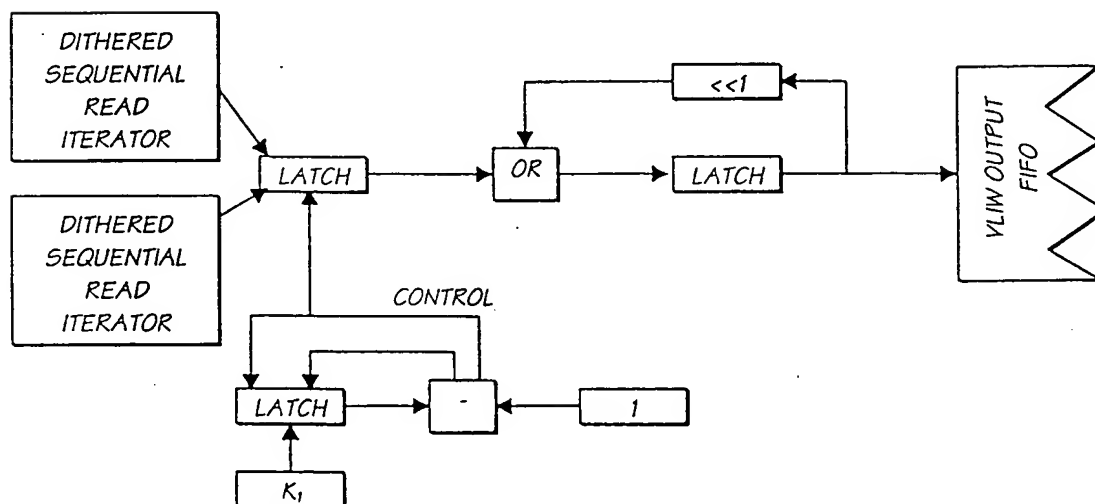 DITHERED
SEQUENTIAL
READ
ITERATOR
<<1
LATCH
OR
LATCH
VLIW OUTPUT
FIFO
DITHERED
SEQUENTIAL
READ
ITERATOR
CONTROL
LATCH
-
1
K₁